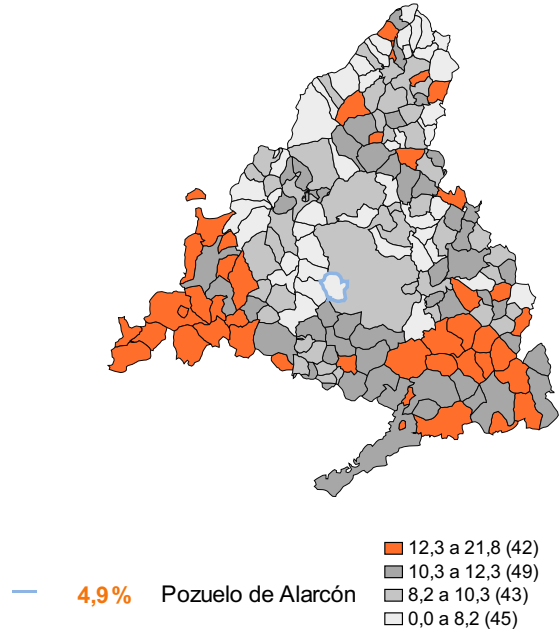 12,3 a 21,8 (42)
10,3 a 12,3 (49)
8,2 a 10,3 (43)
0,0 a 8,2 (45)
4,9% Pozuelo de Alarcón